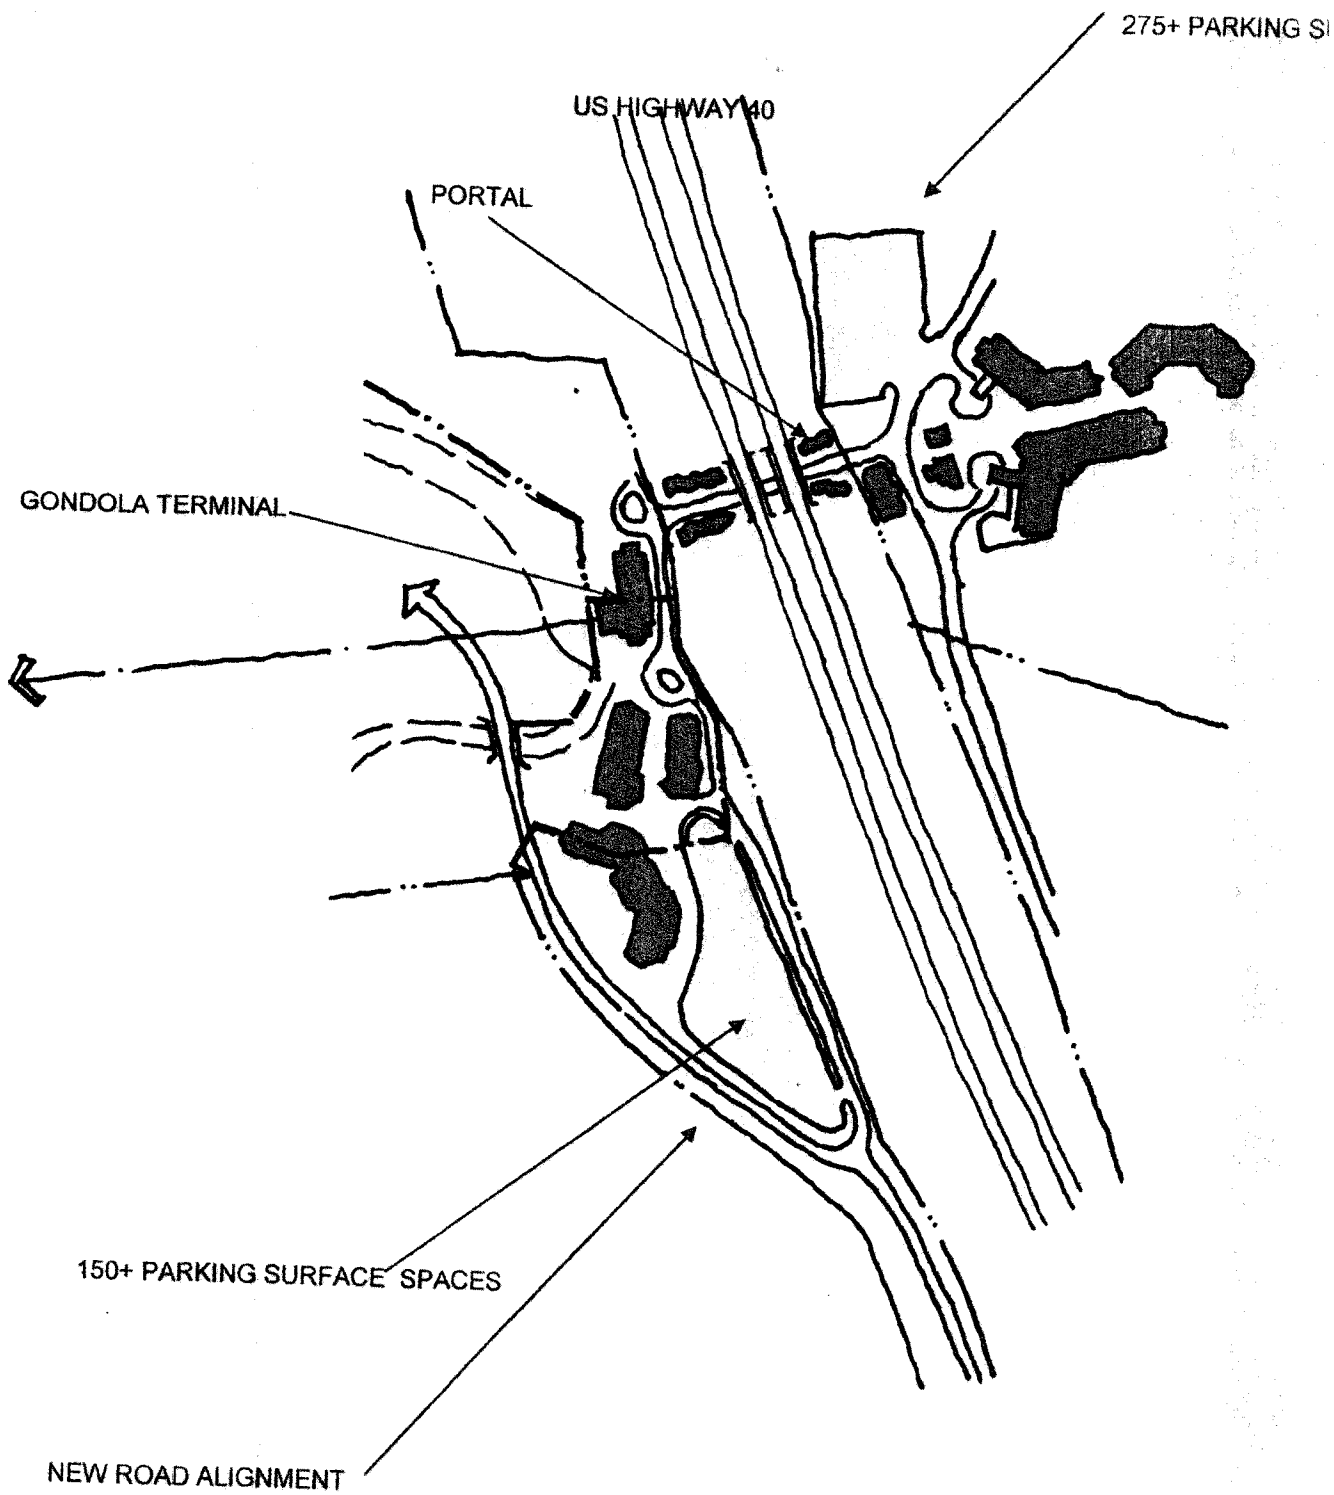 275+ PARKING
US HIGHWAY 40
PORTAL
GONDOLA TERMINAL
150+ PARKING SURFACE SPACES
NEW ROAD ALIGNMENT